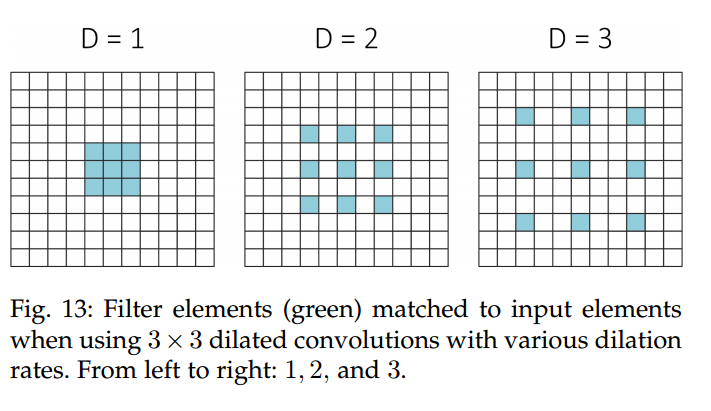 D = 1
D = 2
D = 3
Fig. 13: Filter elements (green) matched to input elements
when using 3 × 3 dilated convolutions with various dilation
rates. From left to right: 1, 2, and 3.